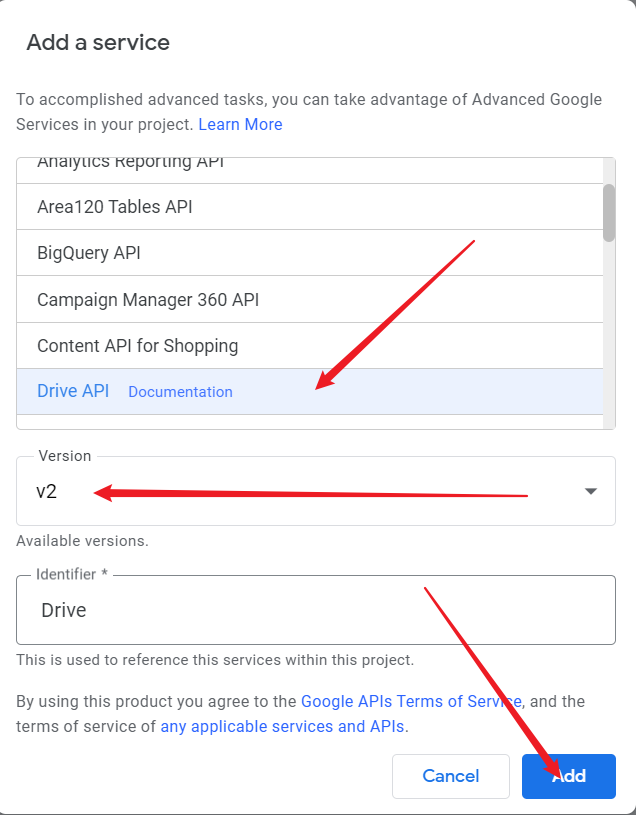 Add a service
To accomplished advanced tasks, you can take advantage of Advanced Google
Services in your project. Learn More
Analytics Reporting API
Area120 Tables API
BigQuery API
Campaign Manager 360 API
Content API for Shopping
Drive API Documentation
Version
v2
Available versions.
Identifier *
Drive
This is used to reference this services within this project.
By using this product you agree to the Google APIs Terms of Service, and the
terms of service of any applicable services and APIs.
Cancel Add